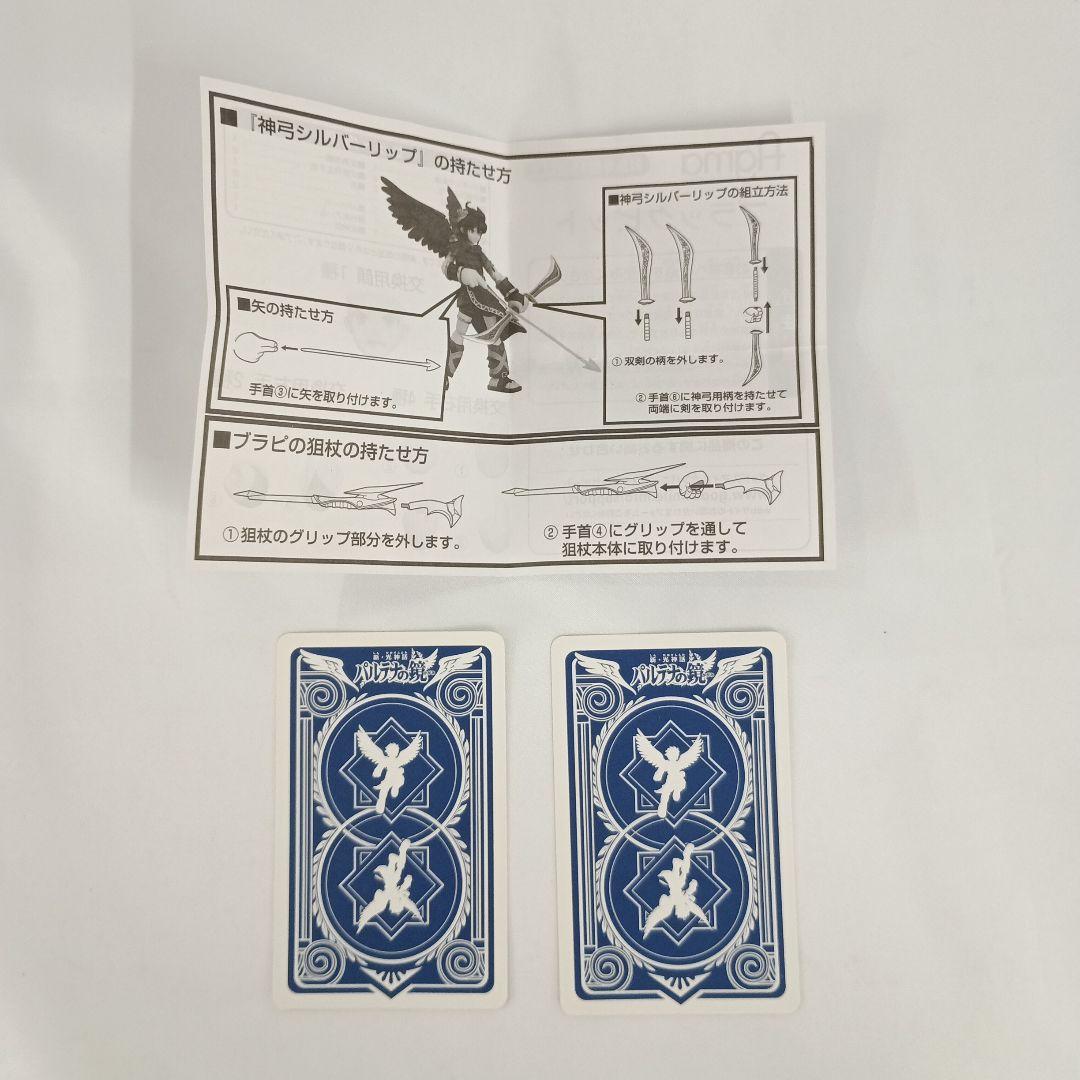 ■『神弓シルバーリップ』の持たせ方
■神弓シルバーリップの組立方法
① 双剣の柄を外します。
② 手首⑥に神弓用柄を持たせて
両端に剣を取り付けます。
■矢の持たせ方
手首③に矢を取り付けます。
■ブラピの狙杖の持たせ方
①狙杖のグリップ部分を外します。
② 手首④にグリップを通して
狙杖本体に取り付けます。
新・光神話
パルテナの鏡
新・光神話
パルテナの鏡